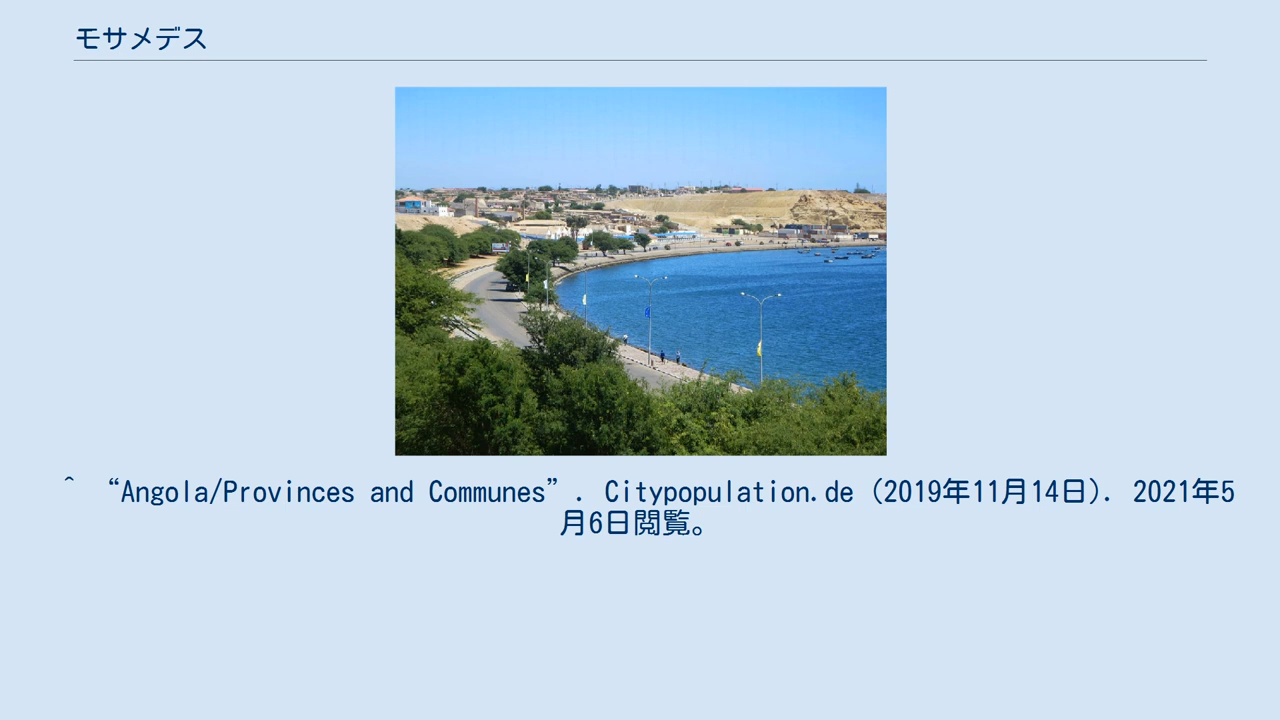 モサメデス
^ “Angola/Provinces and Communes”. Citypopulation.de (2019年11月14日). 2021年5
月6日閲覧。